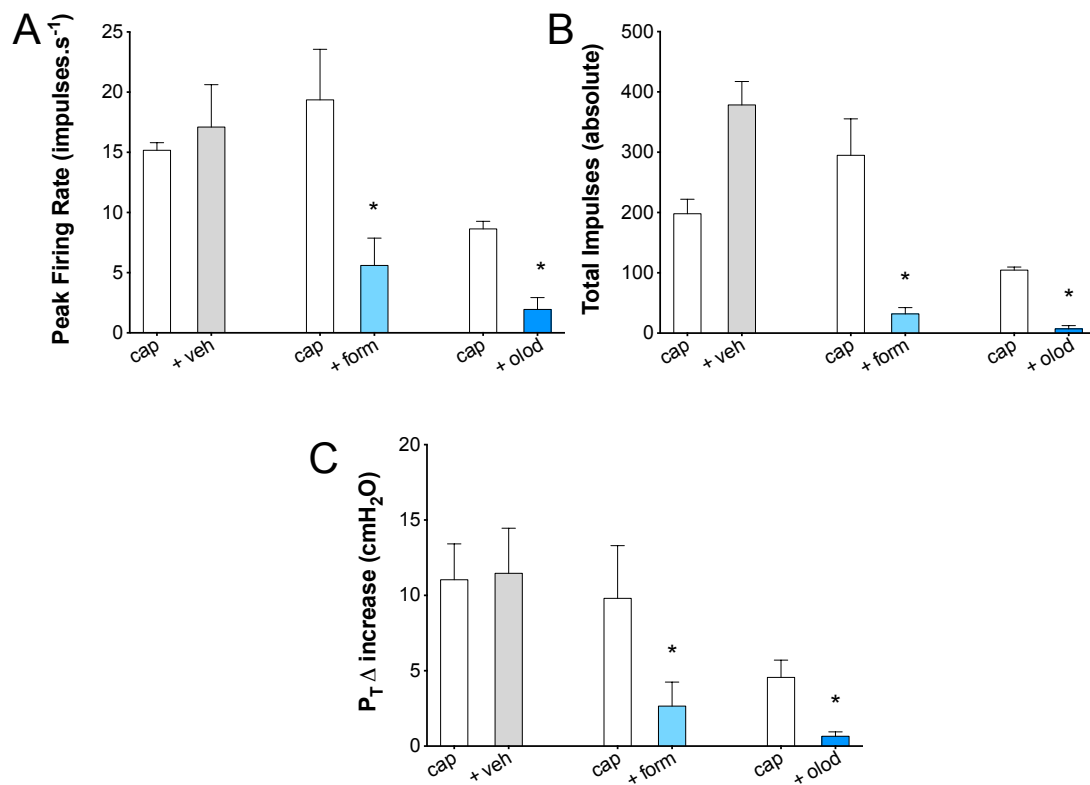 A
Peak Firing Rate (impulses.s⁻¹)
25
20
15
10
5
0
*
*
cap
+ veh
cap
+ form
cap
+ olod
B
Total Impulses (absolute)
500
400
300
200
100
0
*
*
cap
+ veh
cap
+ form
cap
+ olod
C
P_T Δ increase (cmH₂O)
20
15
10
5
0
*
*
cap
+ veh
cap
+ form
cap
+ olod